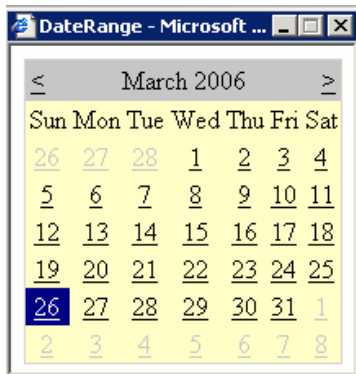 DateRange - Microsoft ...
< March 2006 >
Sun Mon Tue Wed Thu Fri Sat
26 27 28 1 2 3 4
5 6 7 8 9 10 11
12 13 14 15 16 17 18
19 20 21 22 23 24 25
26 27 28 29 30 31 1
2 3 4 5 6 7 8